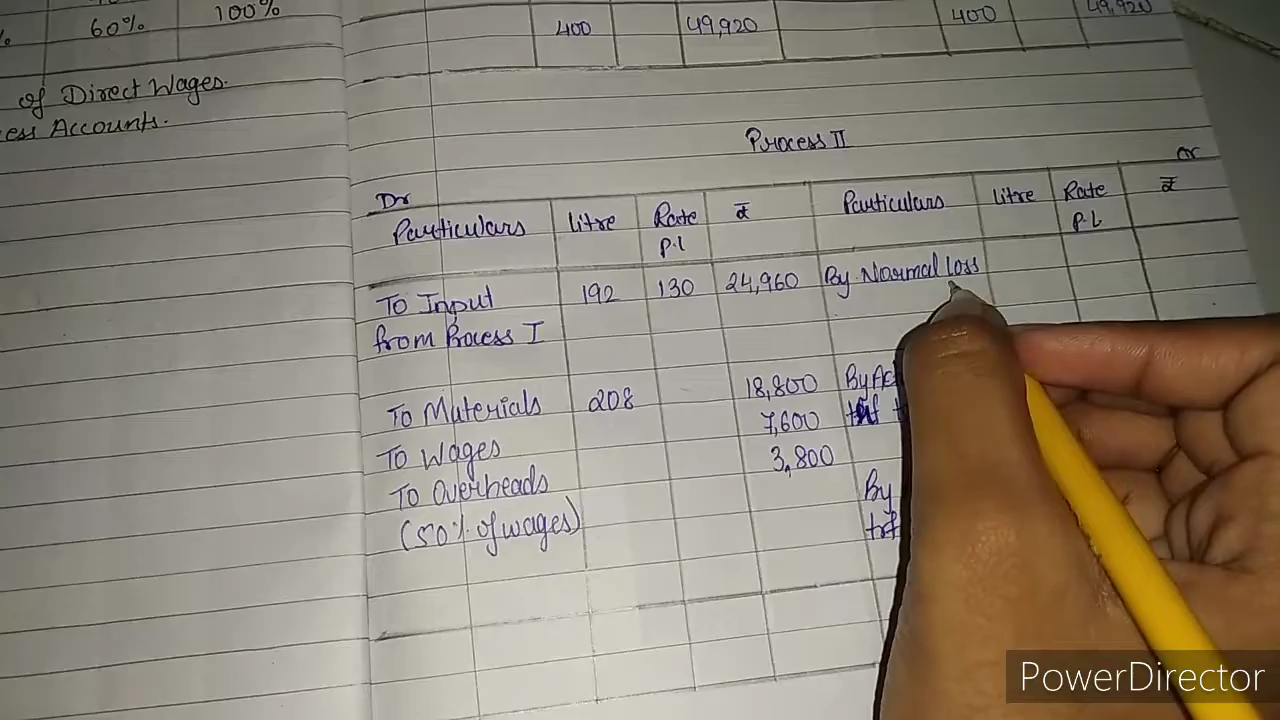 60% 100%
400 49,920 400 49,920
of Direct Wages.
ess Accounts.
Process II
Dr
Particulars litre Rate ₹ Particulars litre Rate ₹
p.l p.l
To Input 192 130 24,960 By Normal Loss
from Process I
To Materials 208 18,800
To Wages 7,600
To Overheads 3,800
(50% of wages) By
trf
PowerDirector